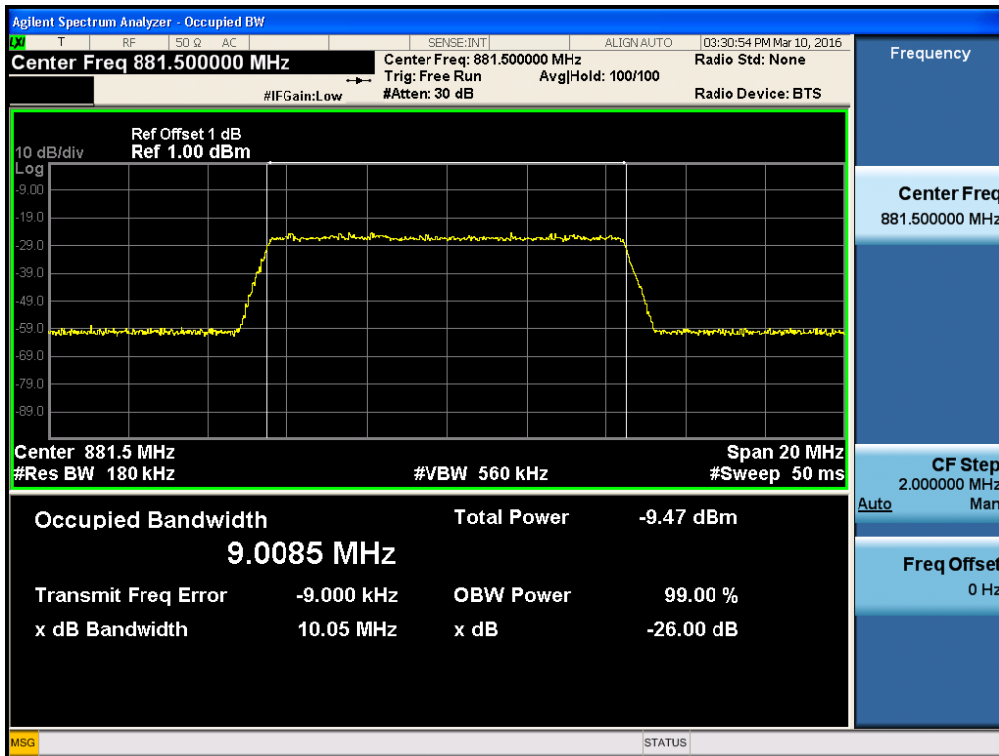 Agilent Spectrum Analyzer - Occupied BW
LXI T RF 50 Ω AC SENSE:INT ALIGN AUTO 03:30:54 PM Mar 10, 2016
Center Freq 881.500000 MHz
Center Freq: 881.500000 MHz
Radio Std: None
Trig: Free Run Avg|Hold: 100/100
#IFGain:Low
#Atten: 30 dB
Radio Device: BTS
Ref Offset 1 dB
10 dB/div Ref 1.00 dBm
Log
-9.00
-19.0
-29.0
-39.0
-49.0
-59.0
-69.0
-79.0
-89.0
Center 881.5 MHz Span 20 MHz
#Res BW 180 kHz #VBW 560 kHz #Sweep 50 ms
Occupied Bandwidth Total Power -9.47 dBm
9.0085 MHz
Transmit Freq Error -9.000 kHz OBW Power 99.00 %
x dB Bandwidth 10.05 MHz x dB -26.00 dB
MSG STATUS
Frequency
Center Freq
881.500000 MHz
CF Step
2.000000 MHz
Auto Man
Freq Offset
0 Hz